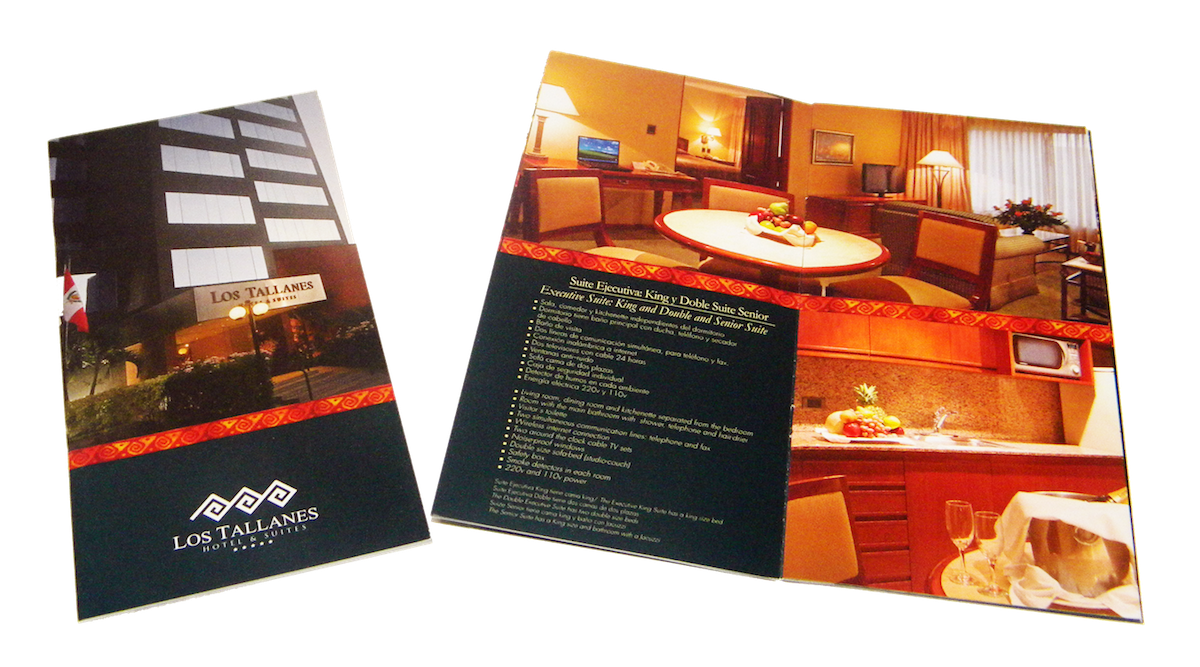 LOS TALLANES
HOTEL & SUITES
LOS TALLANES
HOTEL & SUITES
Suite Ejecutiva: King y Doble Suite Senior
Executive Suite: King and Double and Senior Suite
Sala, comedor y kitchenette independientes del dormitorio
Dormitorio tiene baño principal con ducha, teléfono y secador
de cabello
Baño de visita
Dos líneas de comunicación simultánea, para teléfono y fax.
Conexión inalámbrica a internet
Dos televisores con cable 24 horas
Ventanas anti-ruido
Sofá cama de dos plazas
Caja de seguridad individual
Detector de humos en cada ambiente
Energía eléctrica 220v y 110v
Living room, dining room and kitchenette separated from the bedroom
Room with the main bathroom with shower, telephone and hairdrier
Visitor´s toilette
Two simultaneous communication lines: telephone and fax
Wireless internet connection
Two around the clock cable TV sets
Noiseproof windows
Double size sofa-bed (studio-couch)
Safety box
Smoke detectors in each room
220v and 110v power
Suite Ejecutiva King tiene cama king/ The Executive King Suite has a king size bed
Suite Ejecutiva Doble tiene dos camas de dos plazas
The Double Executive Suite has two double size beds
Suite Senior tiene cama king y baño con Jacuzzi
The Senior Suite has a King size and bathroom with a Jacuzzi